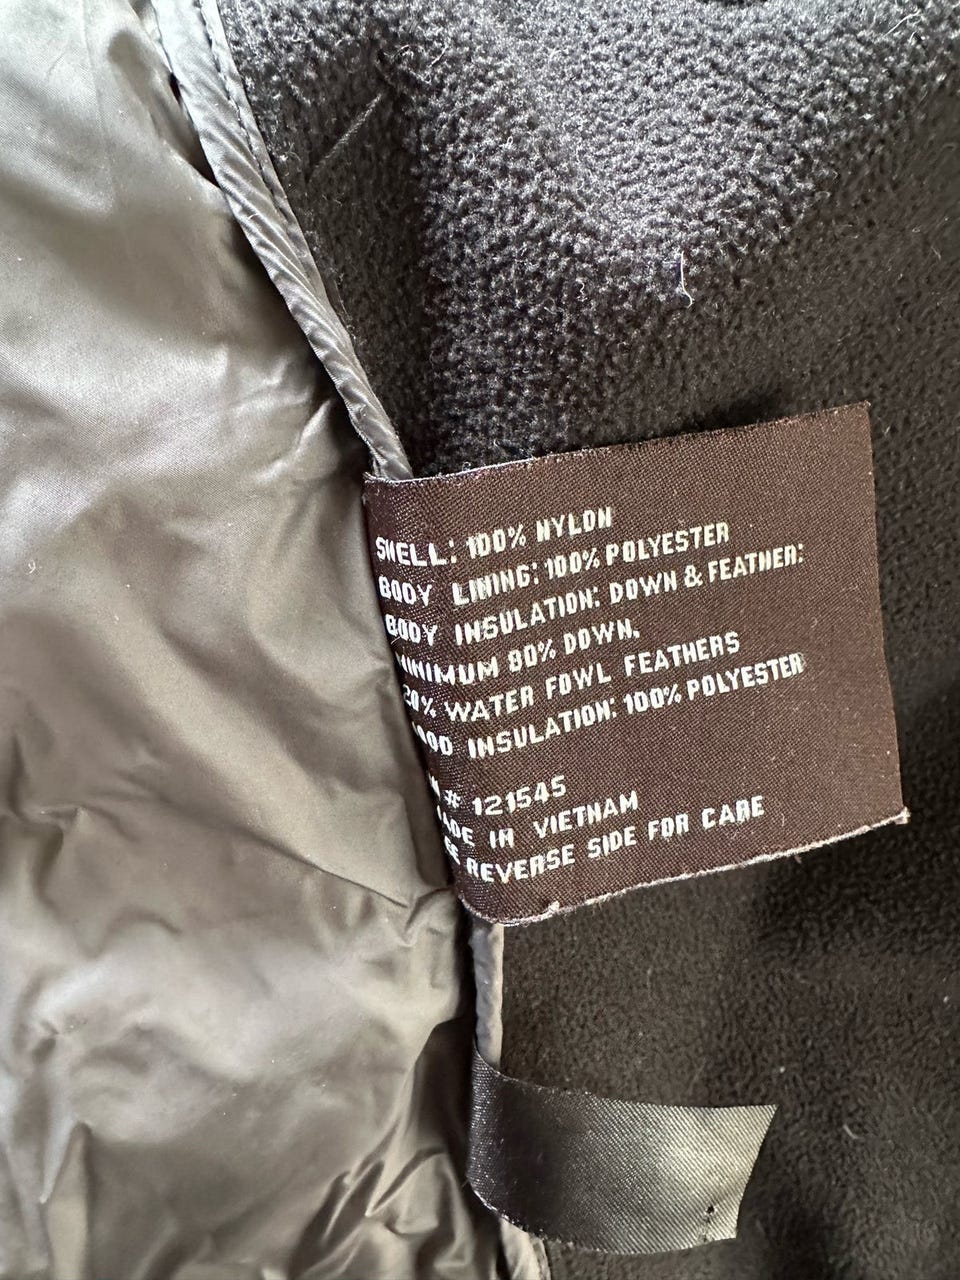 SHELL: 100% NYLON
BODY LINING: 100% POLYESTER
BODY INSULATION: DOWN & FEATHER:
MINIMUM 80% DOWN,
20% WATER FOWL FEATHERS
HOOD INSULATION: 100% POLYESTER
# 121545
MADE IN VIETNAM
SEE REVERSE SIDE FOR CARE